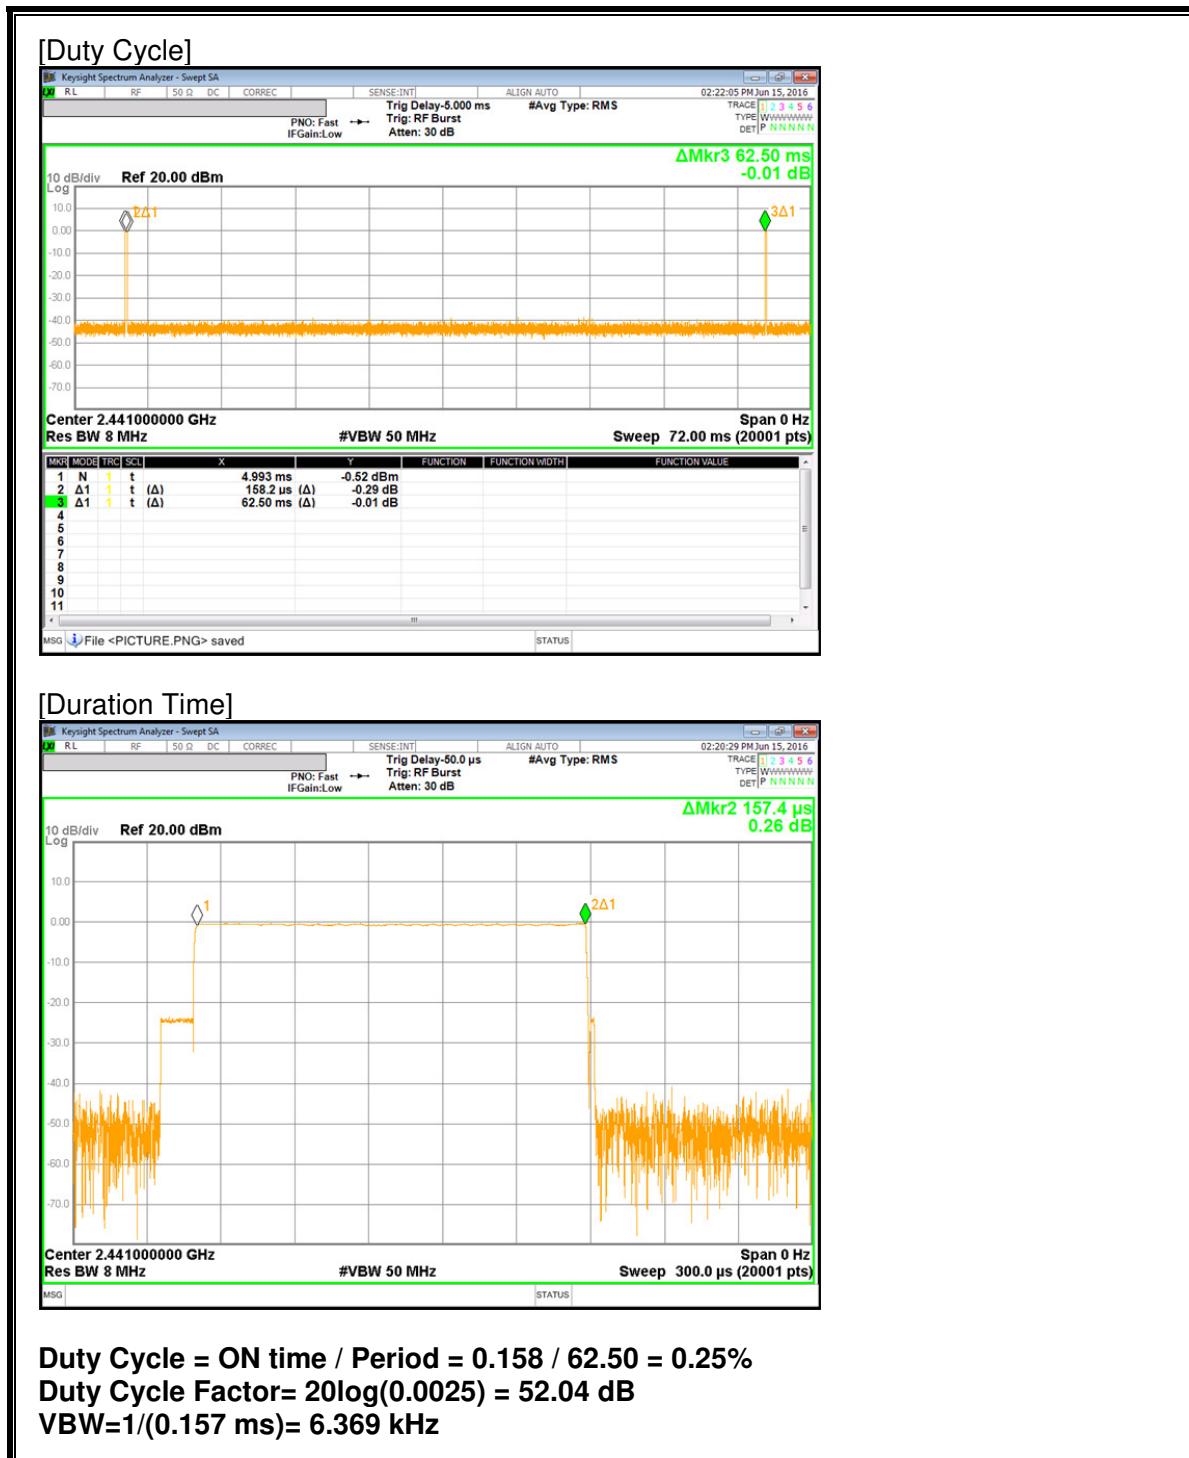 [Duty Cycle]
Keysight Spectrum Analyzer - Swept SA
LXI RL RF 50 Ω DC CORREC SENSE:INT ALIGN AUTO 02:22:05 PM Jun 15, 2016
Trig Delay-5.000 ms #Avg Type: RMS TRACE 1 2 3 4 5 6
PNO: Fast Trig: RF Burst TYPE W
IFGain:Low Atten: 30 dB DET P N N N N N
ΔMkr3 62.50 ms
-0.01 dB
10 dB/div Ref 20.00 dBm
Log
10.0
2Δ1
3Δ1
0.00
-10.0
-20.0
-30.0
-40.0
-50.0
-60.0
-70.0
Center 2.441000000 GHz Span 0 Hz
Res BW 8 MHz #VBW 50 MHz Sweep 72.00 ms (20001 pts)
MKR MODE TRC SCL X Y FUNCTION FUNCTION WIDTH FUNCTION VALUE
1 N 1 t 4.993 ms -0.52 dBm
2 Δ1 1 t (Δ) 158.2 µs (Δ) -0.29 dB
3 Δ1 1 t (Δ) 62.50 ms (Δ) -0.01 dB
4
5
6
7
8
9
10
11
MSG File <PICTURE.PNG> saved STATUS
[Duration Time]
Keysight Spectrum Analyzer - Swept SA
LXI RL RF 50 Ω DC CORREC SENSE:INT ALIGN AUTO 02:20:29 PM Jun 15, 2016
Trig Delay-50.0 µs #Avg Type: RMS TRACE 1 2 3 4 5 6
PNO: Fast Trig: RF Burst TYPE W
IFGain:Low Atten: 30 dB DET P N N N N N
ΔMkr2 157.4 µs
0.26 dB
10 dB/div Ref 20.00 dBm
Log
10.0
1
2Δ1
0.00
-10.0
-20.0
-30.0
-40.0
-50.0
-60.0
-70.0
Center 2.441000000 GHz Span 0 Hz
Res BW 8 MHz #VBW 50 MHz Sweep 300.0 µs (20001 pts)
MSG STATUS
Duty Cycle = ON time / Period = 0.158 / 62.50 = 0.25%
Duty Cycle Factor= 20log(0.0025) = 52.04 dB
VBW=1/(0.157 ms)= 6.369 kHz